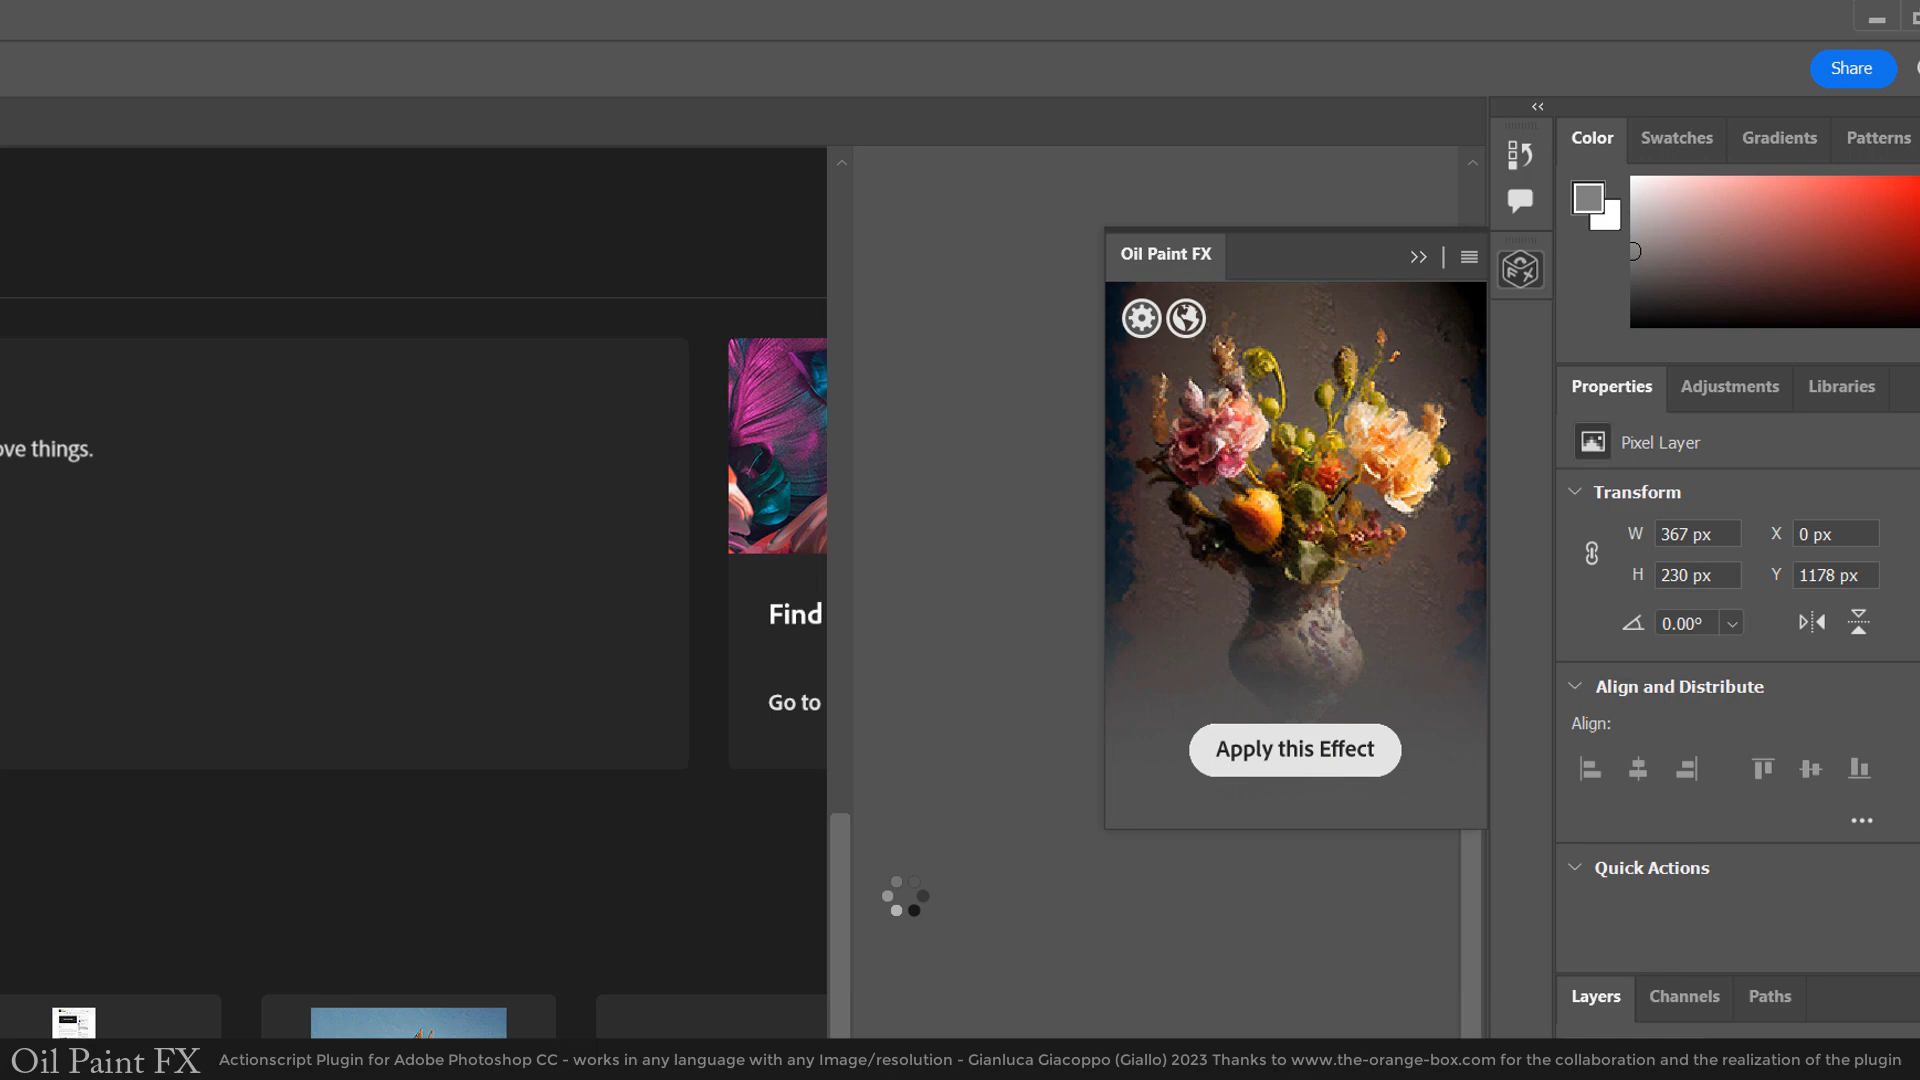 Share
Color Swatches Gradients Patterns
Oil Paint FX
Properties Adjustments Libraries
Pixel Layer
ove things.
Transform
W 367 px X 0 px
H 230 px Y 1178 px
0.00°
Find
Go to
Align and Distribute
Align:
Apply this Effect
Quick Actions
Layers Channels Paths
Oil Paint FX Actionscript Plugin for Adobe Photoshop CC - works in any language with any Image/resolution - Gianluca Giacoppo (Giallo) 2023 Thanks to www.the-orange-box.com for the collaboration and the realization of the plugin